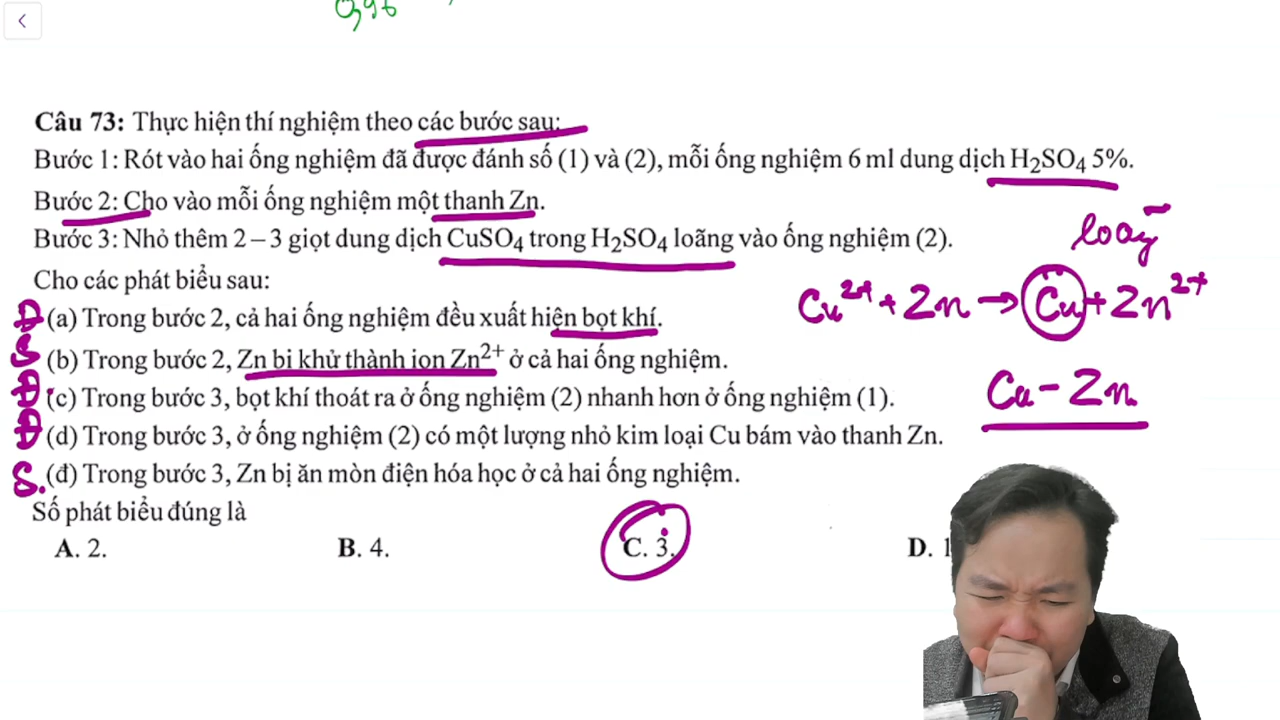 0,96
Câu 73: Thực hiện thí nghiệm theo các bước sau:
Bước 1: Rót vào hai ống nghiệm đã được đánh số (1) và (2), mỗi ống nghiệm 6 ml dung dịch H₂SO₄ 5%.
Bước 2: Cho vào mỗi ống nghiệm một thanh Zn.
Bước 3: Nhỏ thêm 2 – 3 giọt dung dịch CuSO₄ trong H₂SO₄ loãng vào ống nghiệm (2).
loãng
Cho các phát biểu sau:
Cu²⁺ + Zn → Cu + Zn²⁺
Đ (a) Trong bước 2, cả hai ống nghiệm đều xuất hiện bọt khí.
S (b) Trong bước 2, Zn bị khử thành ion Zn²⁺ ở cả hai ống nghiệm.
Đ (c) Trong bước 3, bọt khí thoát ra ở ống nghiệm (2) nhanh hơn ở ống nghiệm (1).
Cu – Zn
Đ (d) Trong bước 3, ở ống nghiệm (2) có một lượng nhỏ kim loại Cu bám vào thanh Zn.
S. (đ) Trong bước 3, Zn bị ăn mòn điện hóa học ở cả hai ống nghiệm.
Số phát biểu đúng là
A. 2. B. 4. C. 3. D. 1